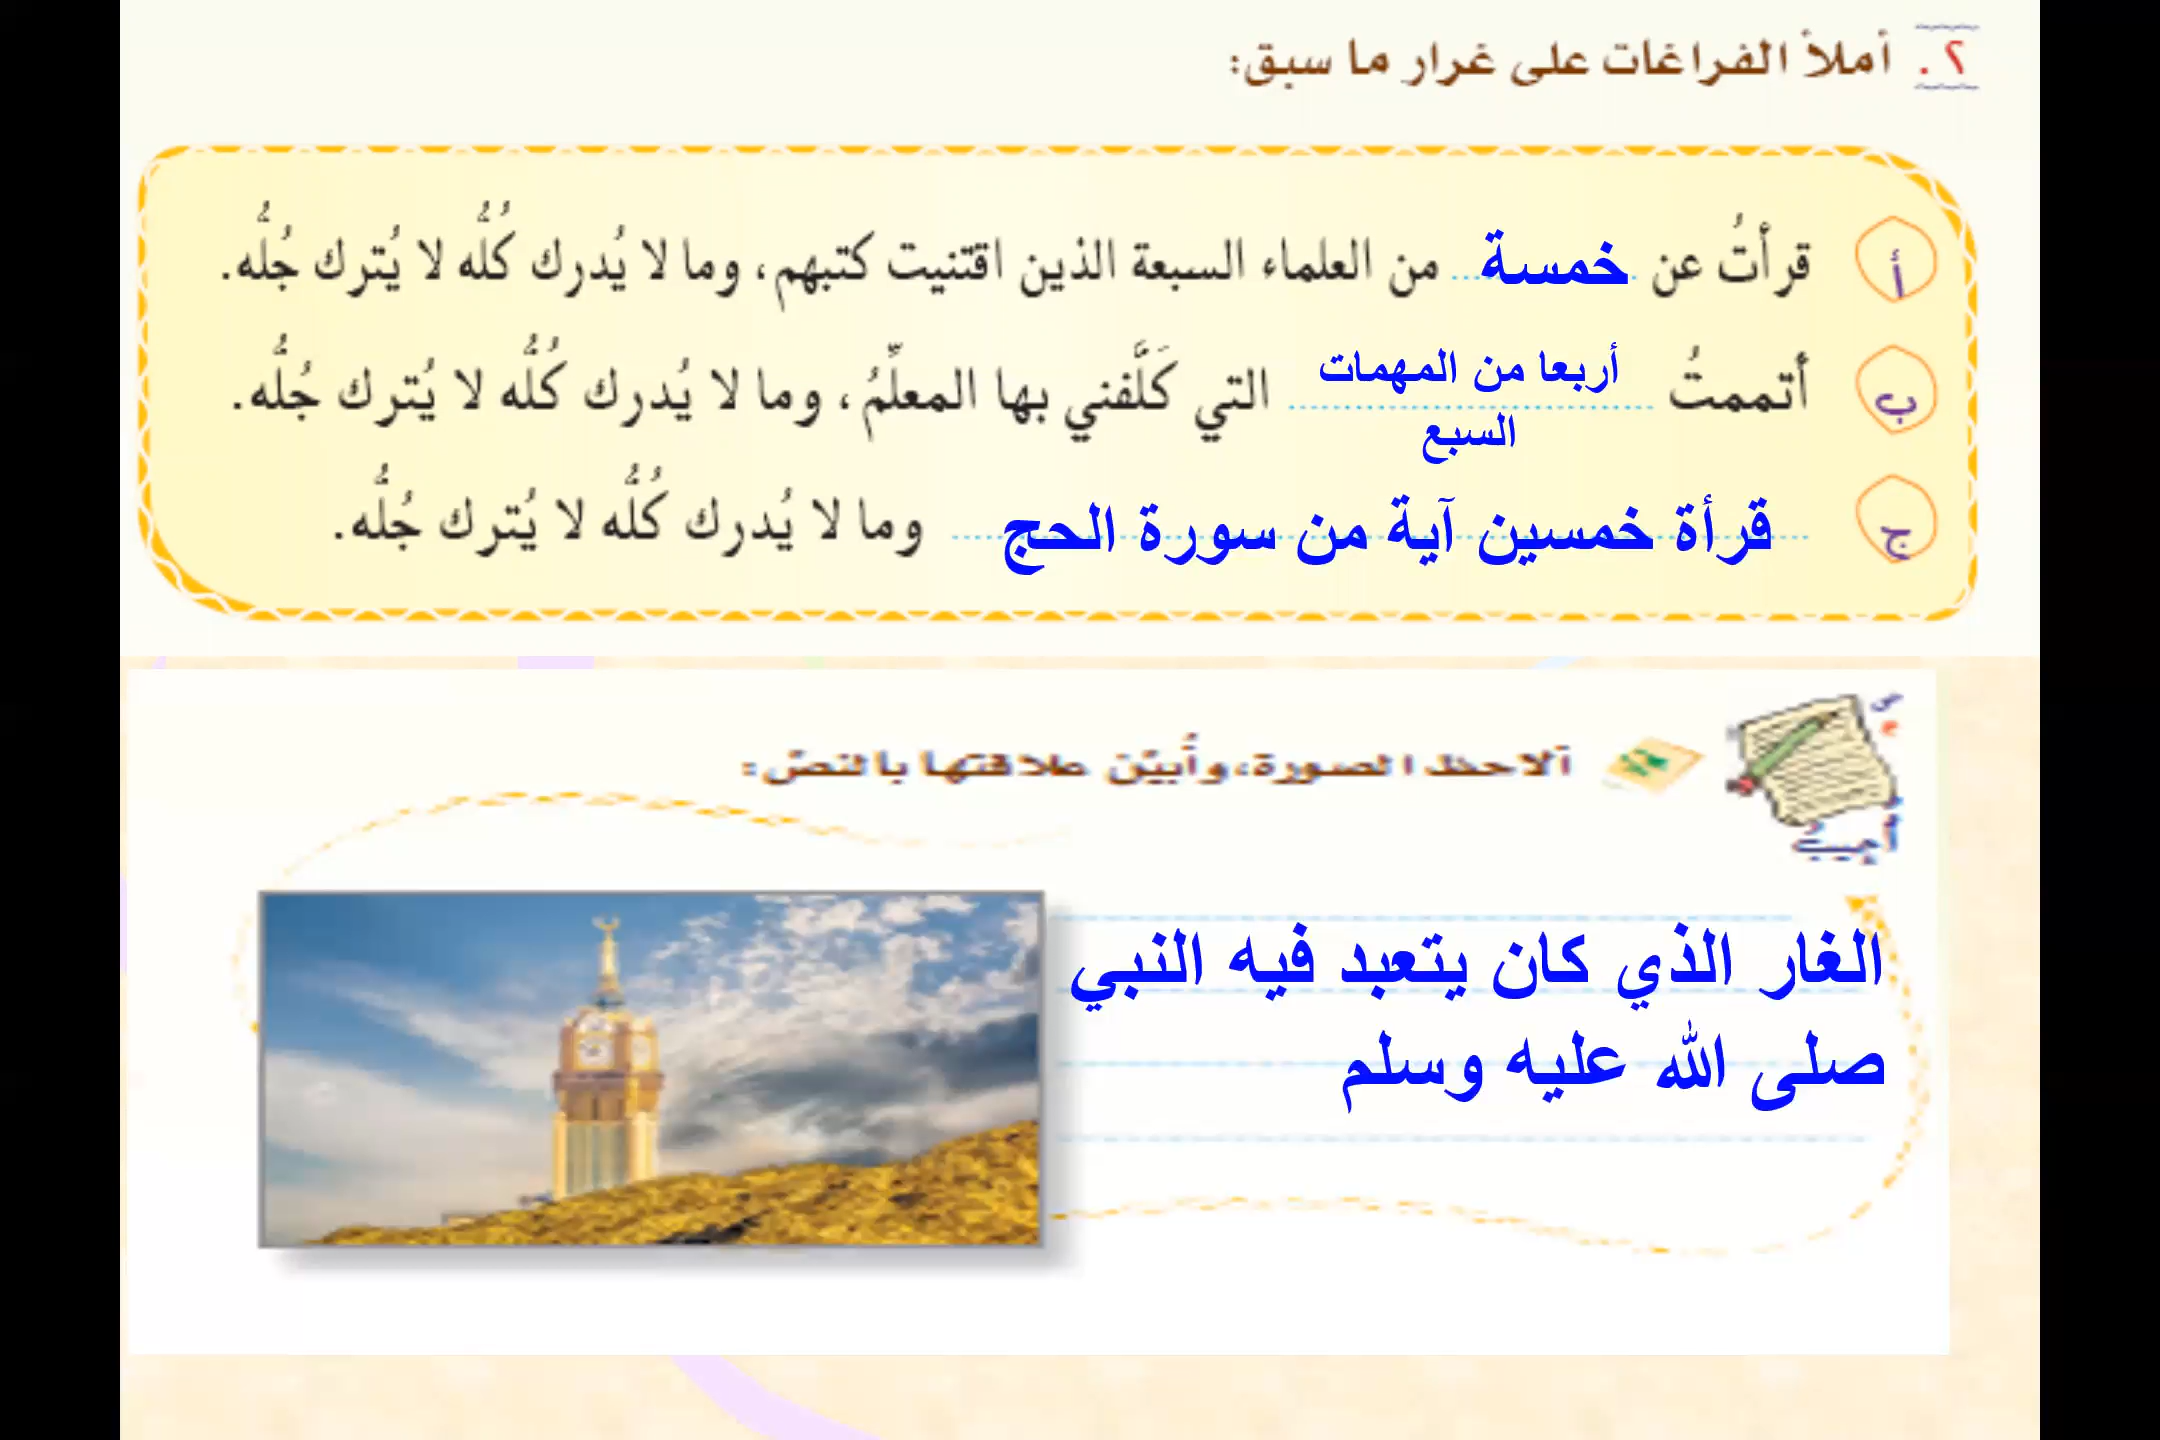 ٢. أملأ الفراغات على غرار ما سبق:
أ قرأتُ عن خمسة من العلماء السبعة الذين اقتنيت كتبهم، وما لا يُدرك كُلُّه لا يُترك جُلُّه.
ب أتممتُ أربعا من المهمات السبع التي كَلَّفني بها المعلِّمُ، وما لا يُدرك كُلُّه لا يُترك جُلُّه.
ج قرأة خمسين آية من سورة الحج وما لا يُدرك كُلُّه لا يُترك جُلُّه.
أجيبُ
ألاحظ الصورة، وأُبيّن علاقتها بالنصّ:
الغار الذي كان يتعبد فيه النبي
صلى الله عليه وسلم